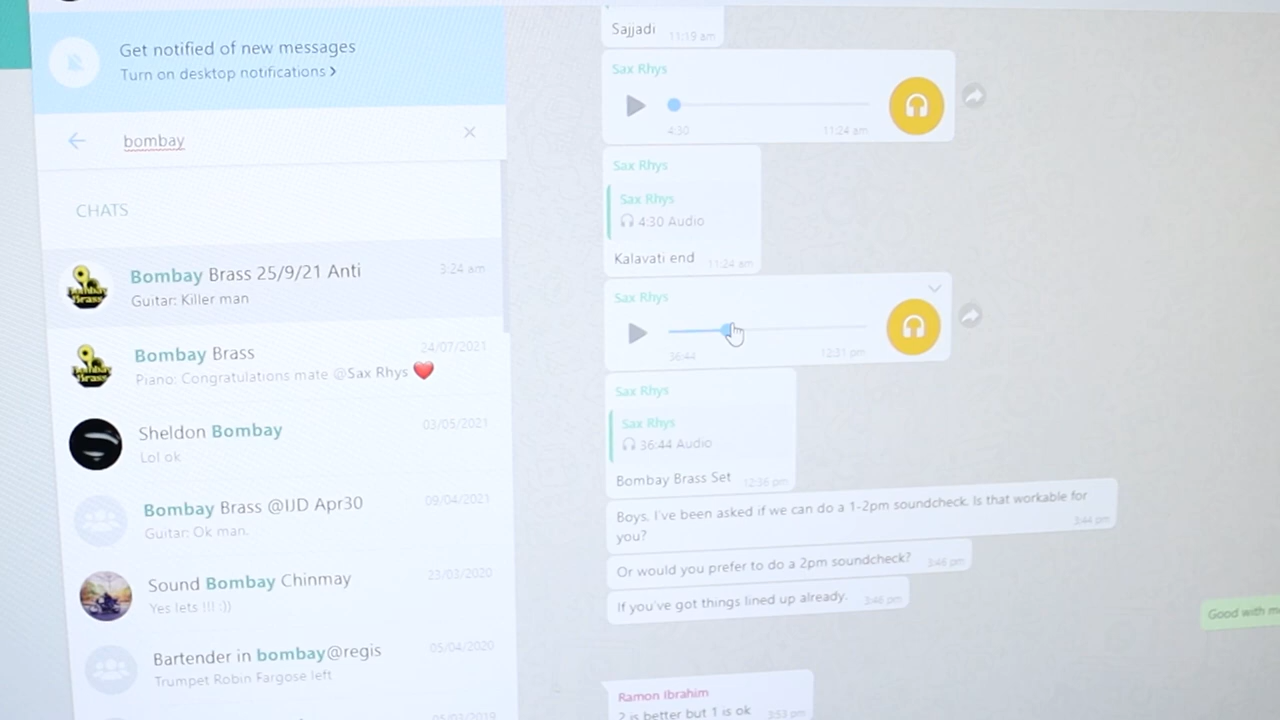 Get notified of new messages
Turn on desktop notifications >
bombay
CHATS
Bombay Brass 25/9/21 Anti
3:24 am
Guitar: Killer man
Bombay Brass
24/07/2021
Piano: Congratulations mate @Sax Rhys ❤️
Sheldon Bombay
03/05/2021
Lol ok
Bombay Brass @IJD Apr30
09/04/2021
Guitar: Ok man.
Sound Bombay Chinmay
23/03/2020
Yes lets !!! :))
Bartender in bombay@regis
05/04/2020
Trumpet Robin Fargose left
Sajjadi
11:19 am
Sax Rhys
4:30
11:24 am
Sax Rhys
Sax Rhys
4:30 Audio
Kalavati end
11:24 am
Sax Rhys
36:44
12:31 pm
Sax Rhys
Sax Rhys
36:44 Audio
Bombay Brass Set
12:36 pm
Boys. I've been asked if we can do a 1-2pm soundcheck. Is that workable for
you?
3:44 pm
Or would you prefer to do a 2pm soundcheck?
3:46 pm
If you've got things lined up already.
3:46 pm
Good with
Ramon Ibrahim
2 is better but 1 is ok
3:53 pm